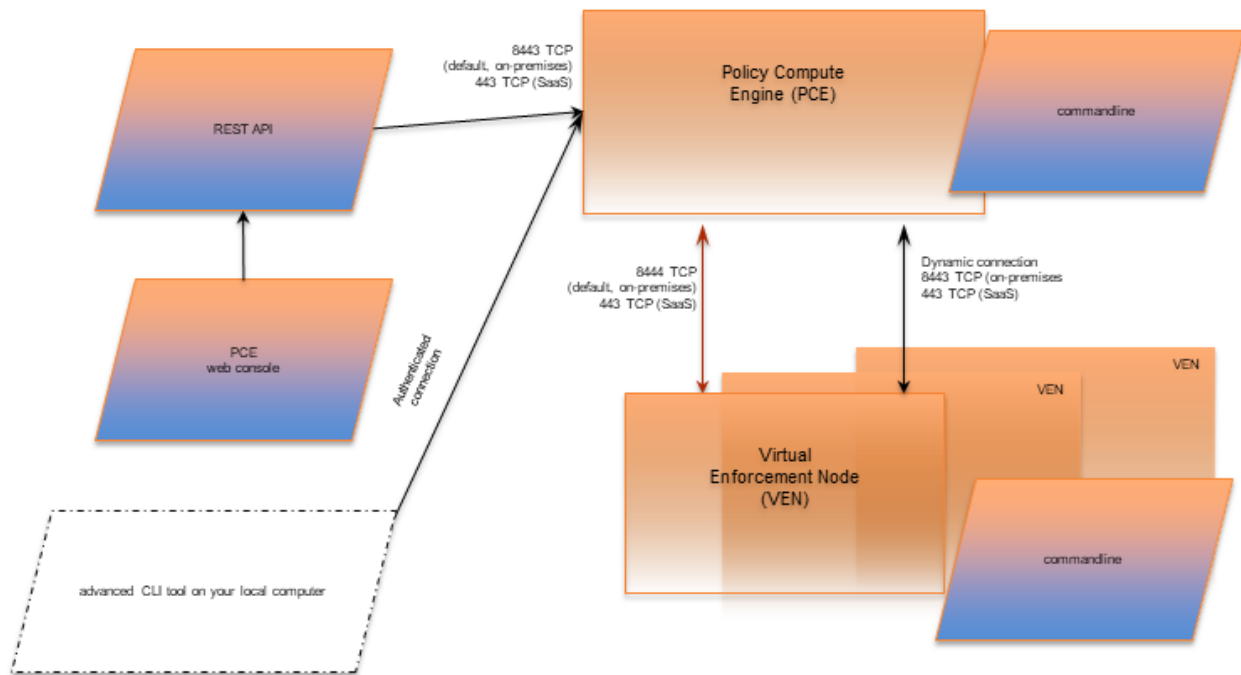 8443 TCP
(default, on-premises)
443 TCP (SaaS)
Policy Compute
Engine (PCE)
commandline
REST API
8444 TCP
(default, on-premises)
443 TCP (SaaS)
Dynamic connection
8443 TCP (on-premises
443 TCP (SaaS)
PCE
web console
Authenticated
connection
VEN
VEN
Virtual
Enforcement Node
(VEN)
commandline
advanced CLI tool on your local computer